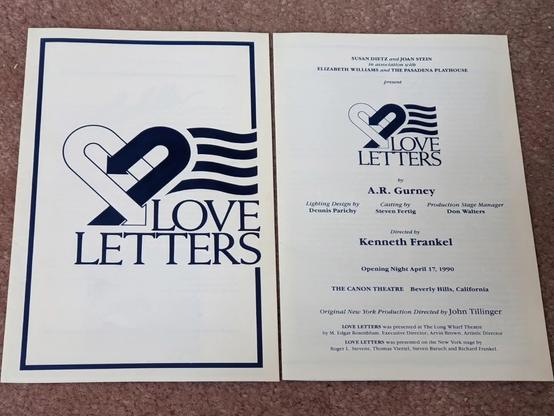 LOVE
LETTERS
SUSAN DIETZ and JOAN STEIN
in association with
ELIZABETH WILLIAMS and THE PASADENA PLAYHOUSE
present
LOVE
LETTERS
by
A.R. Gurney
Lighting Design by Casting by Production Stage Manager
Dennis Parichy Steven Fertig Don Walters
Directed by
Kenneth Frankel
Opening Night April 17, 1990
THE CANON THEATRE Beverly Hills, California
Original New York Production Directed by John Tillinger
LOVE LETTERS was presented at The Long Wharf Theatre
by M. Edgar Rosenblum, Executive Director, Arvin Brown, Artistic Director
LOVE LETTERS was presented on the New York stage by
Roger L. Stevens, Thomas Viertel, Steven Baruch and Richard Frankel.